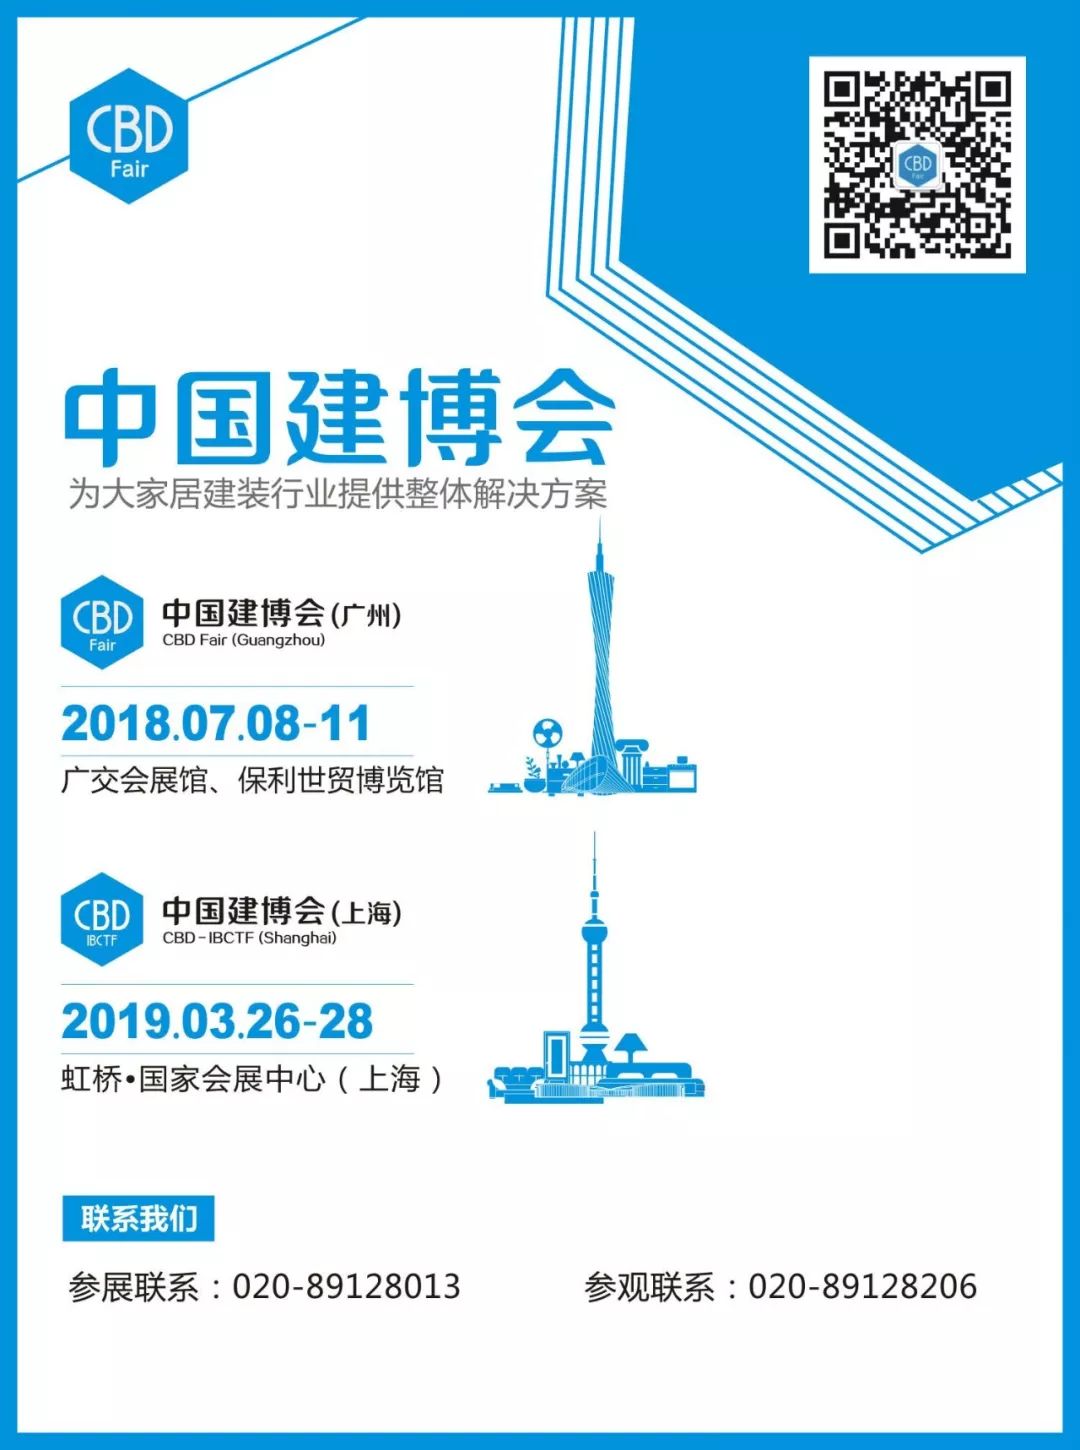 CBD
Fair
CBD
Fair
中国建博会
为大家居建装行业提供整体解决方案
CBD
Fair
中国建博会(广州)
CBD Fair (Guangzhou)
2018.07.08-11
广交会展馆、保利世贸博览馆
CBD
IBCTF
中国建博会(上海)
CBD-IBCTF (Shanghai)
2019.03.26-28
虹桥•国家会展中心（上海）
联系我们
参展联系：020-89128013
参观联系：020-89128206